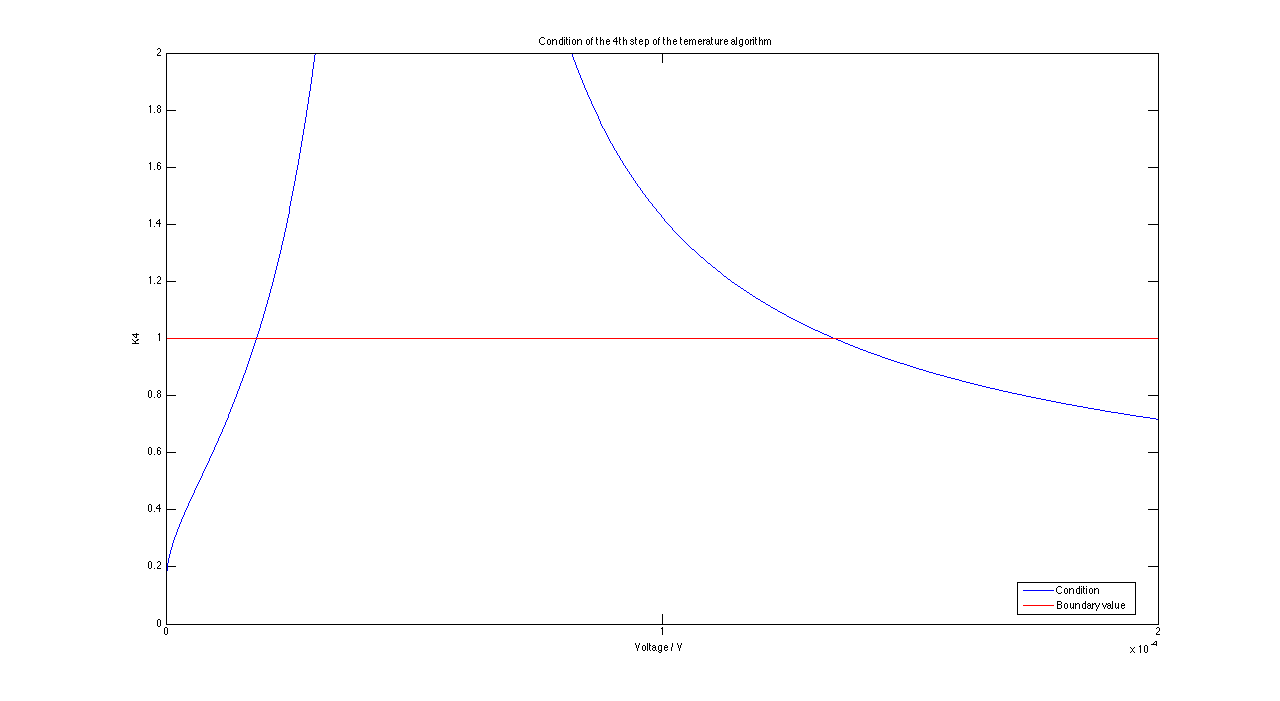 Condition of the 4th step of the temerature algorithm
2
1.8
1.6
1.4
1.2
1
0.8
0.6
0.4
0.2
0
K4
0 1 2
Voltage / V
x 10^-4
Condition
Boundary value